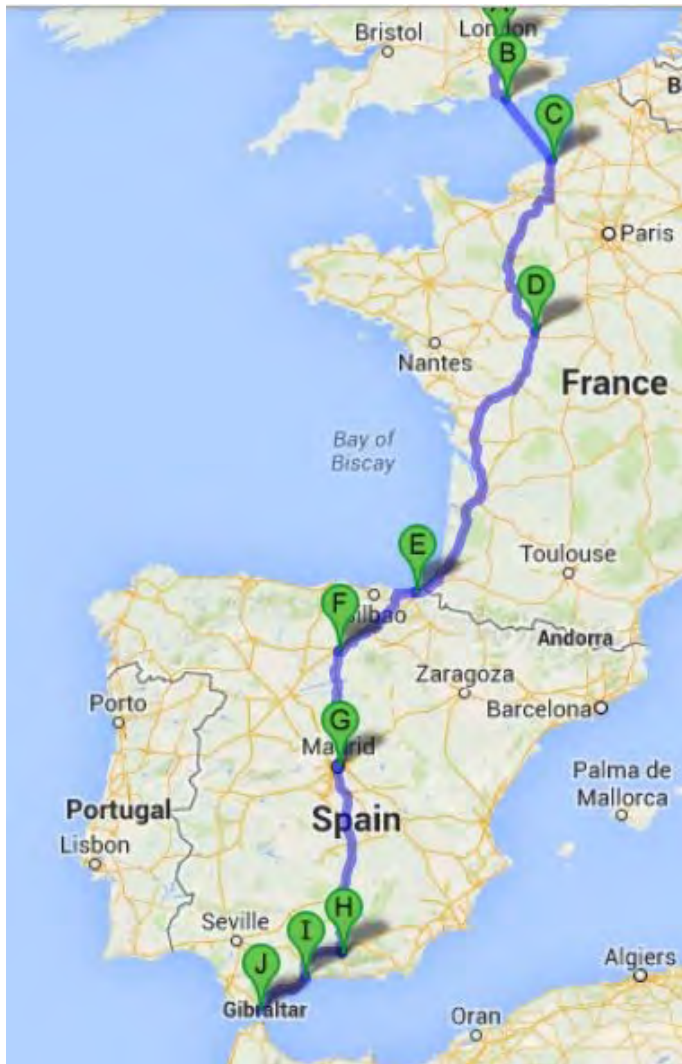 A
London
Bristol
B
B
C
Paris
D
Nantes
France
Bay of
Biscay
E
Toulouse
Bilbao
F
Andorra
Zaragoza
Porto
Barcelona
G
Madrid
Palma de
Mallorca
Portugal
Spain
Lisbon
H
Seville
I
J
Algiers
Gibraltar
Oran